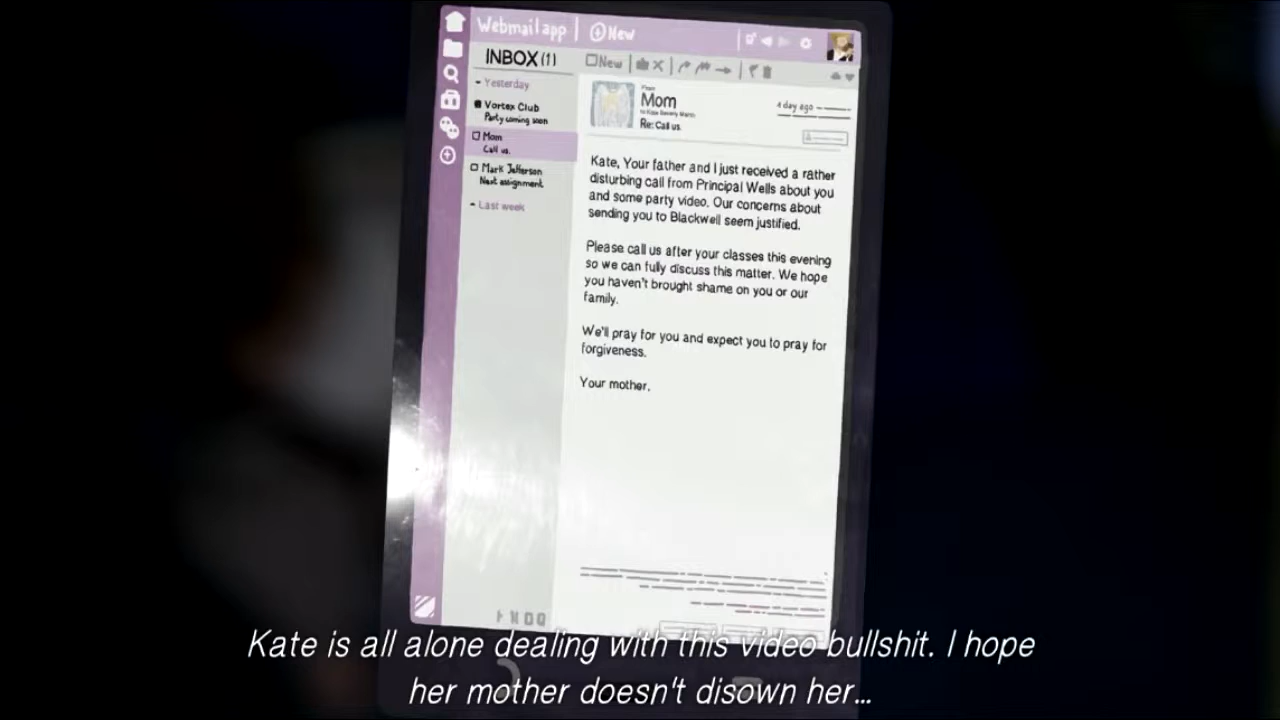 Webmail app
New
INBOX (1)
New
- Yesterday
Vortex Club
Party coming soon
Mom
Call us.
Mark Jefferson
Next assignment
- Last week
From:
Mom
to Kate Beverly Marsh
Re: Call us.
1 day ago
Kate, Your father and I just received a rather
disturbing call from Principal Wells about you
and some party video. Our concerns about
sending you to Blackwell seem justified.
Please call us after your classes this evening
so we can fully discuss this matter. We hope
you haven't brought shame on you or our
family.
We'll pray for you and expect you to pray for
forgiveness.
Your mother.
Kate is all alone dealing with this video bullshit. I hope
her mother doesn't disown her...